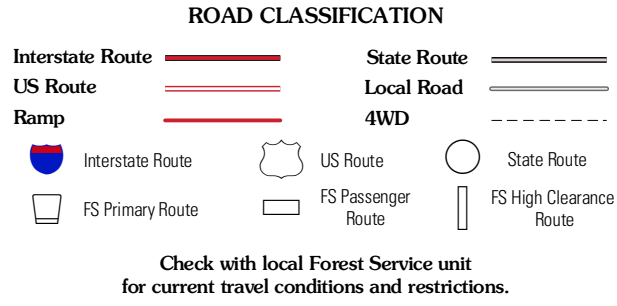 ROAD CLASSIFICATION
Interstate Route
State Route
US Route
Local Road
Ramp
4WD
Interstate Route
US Route
State Route
FS Primary Route
FS Passenger
Route
FS High Clearance
Route
Check with local Forest Service unit
for current travel conditions and restrictions.